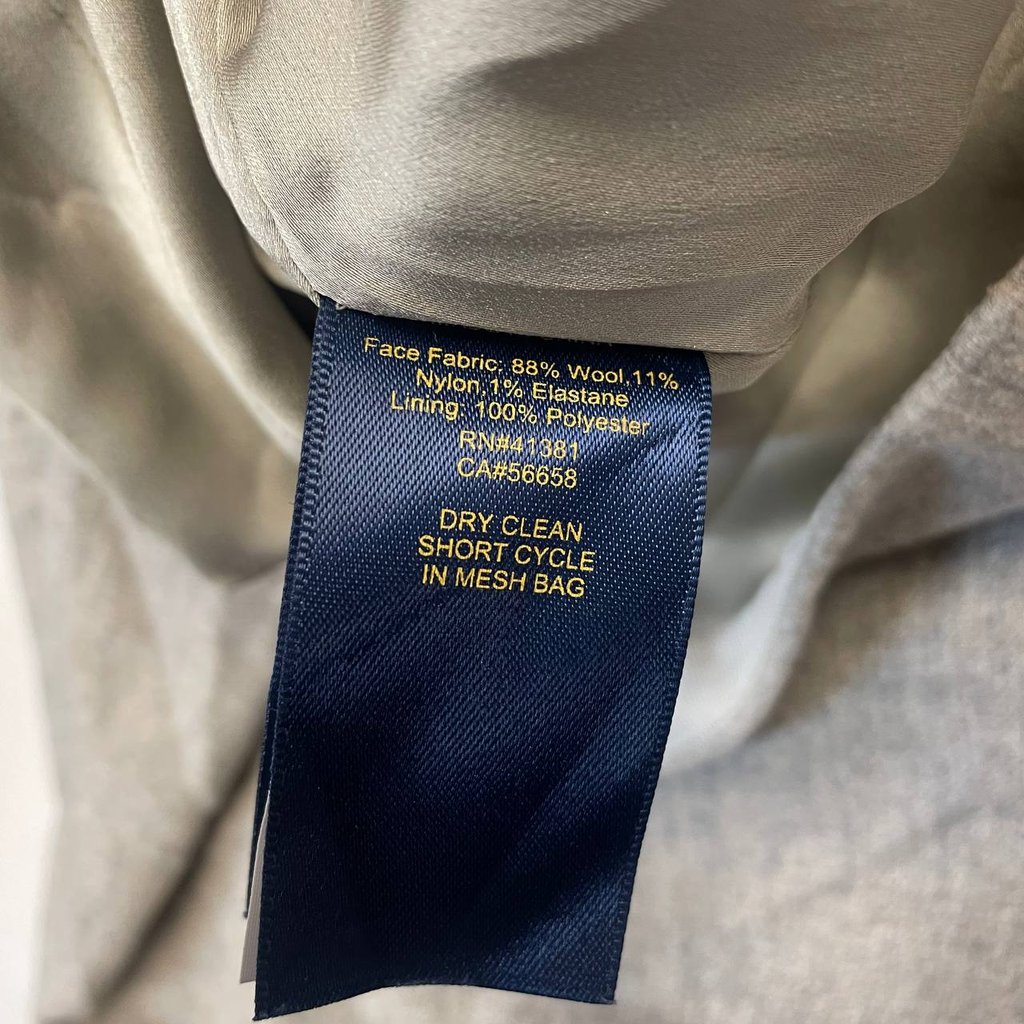 Face Fabric: 88% Wool,11%
Nylon,1% Elastane
Lining: 100% Polyester
RN#41381
CA#56658
DRY CLEAN
SHORT CYCLE
IN MESH BAG